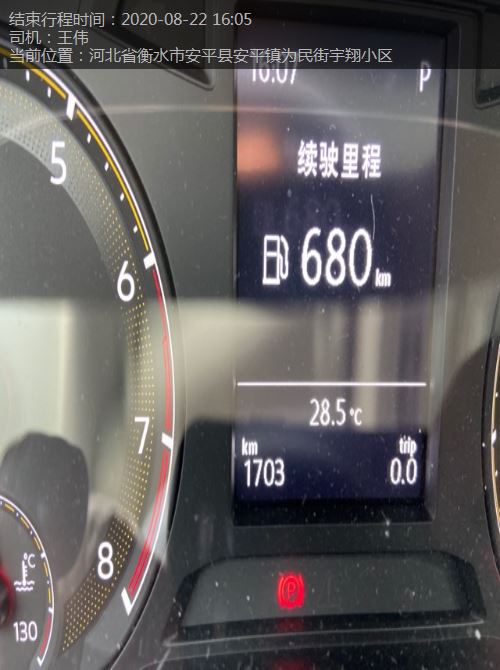 结束行程时间：2020-08-22 16:05
司机：王伟
当前位置：河北省衡水市安平县安平镇为民街宇翔小区
16:07 P
续驶里程
680 km
28.5°C
km trip
1703 0.0
5
6
7
8
°C
130
P